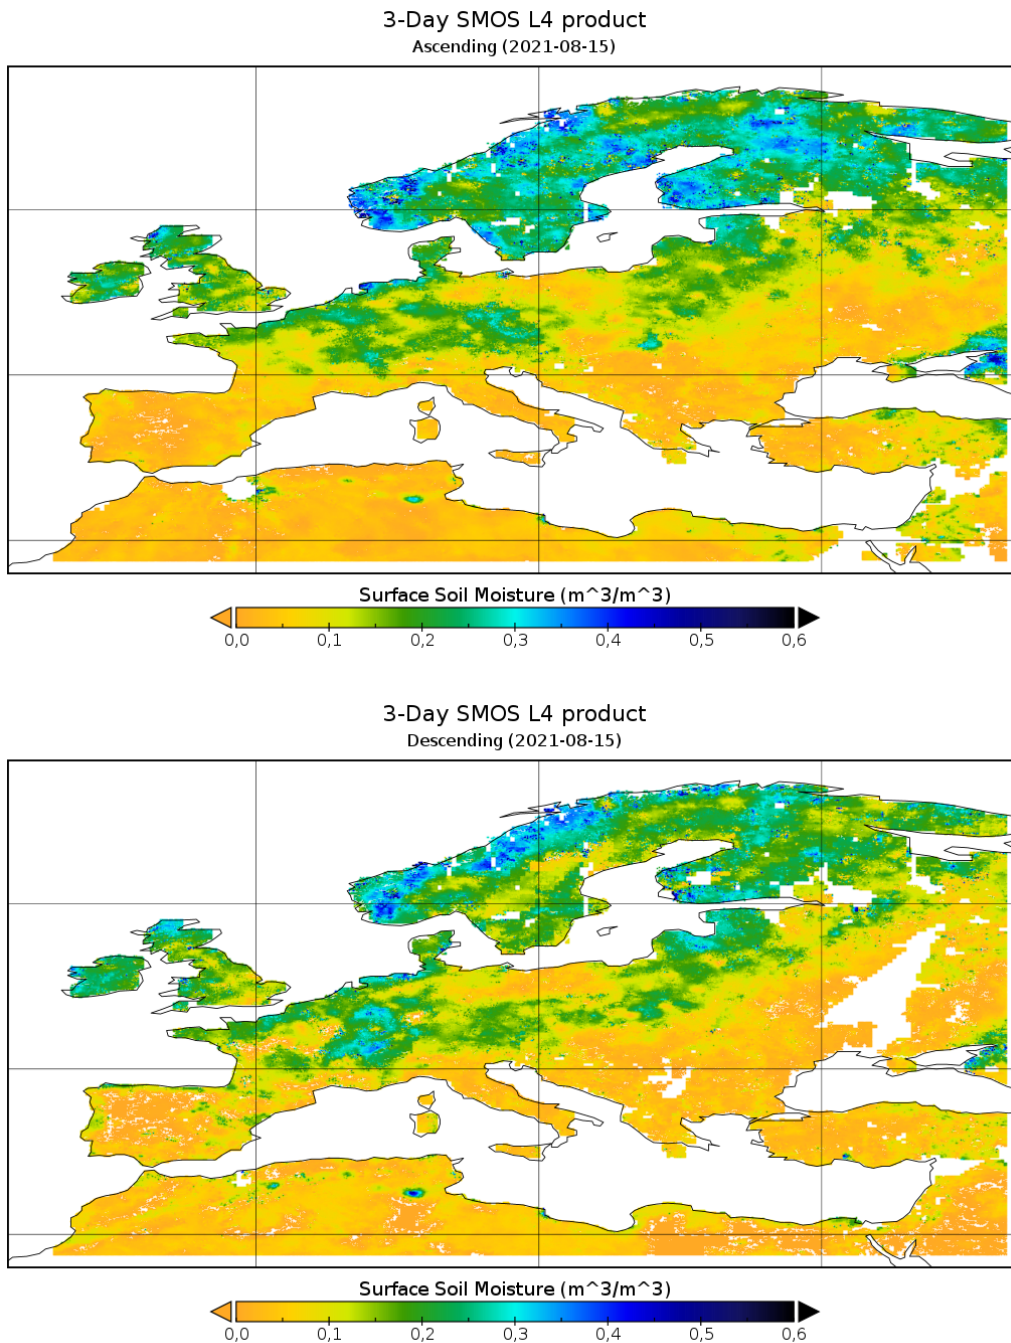 3-Day SMOS L4 product
Ascending (2021-08-15)
Surface Soil Moisture (m^3/m^3)
0,0 0,1 0,2 0,3 0,4 0,5 0,6
3-Day SMOS L4 product
Descending (2021-08-15)
Surface Soil Moisture (m^3/m^3)
0,0 0,1 0,2 0,3 0,4 0,5 0,6